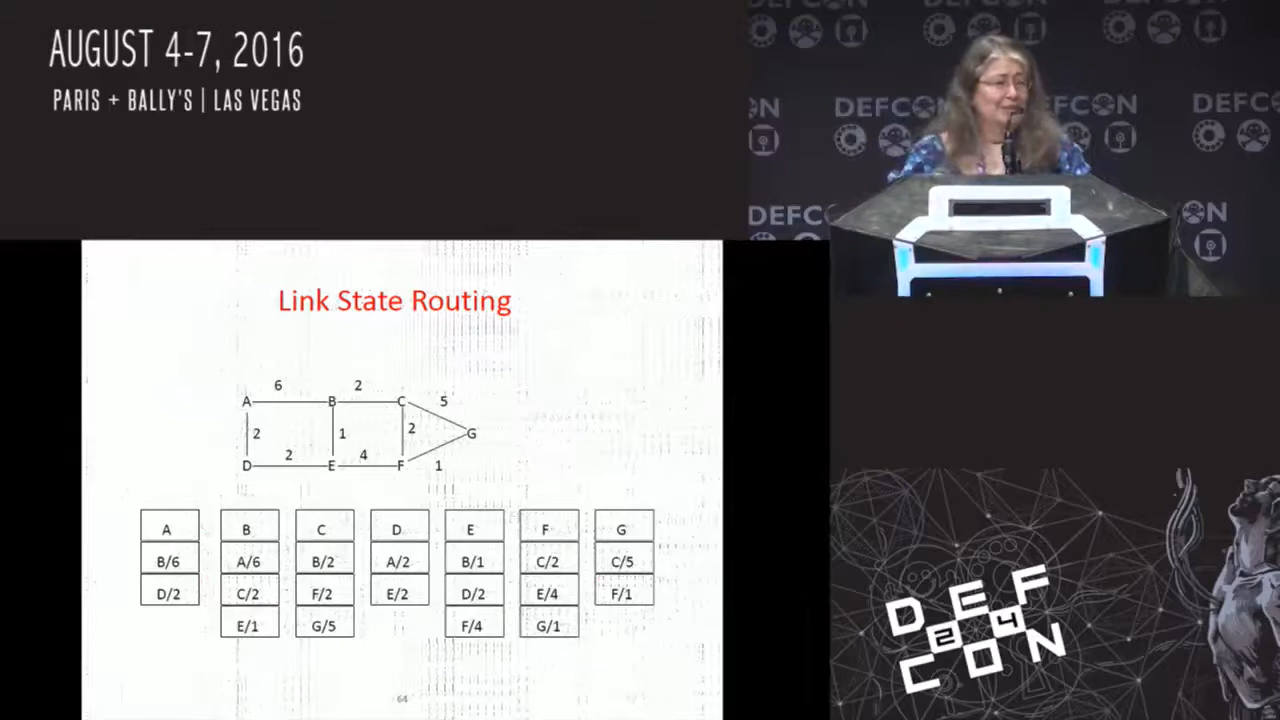 AUGUST 4-7, 2016
PARIS + BALLY'S | LAS VEGAS
DEFCON DEFCON
DEFCON
Link State Routing
6 2
A B C 5
2 1 2 G
2 4
D E F 1
A B C D E F G
B/6 A/6 B/2 A/2 B/1 C/2 C/5
D/2 C/2 F/2 E/2 D/2 E/4 F/1
E/1 G/5 F/4 G/1
64
DEF
24
CON